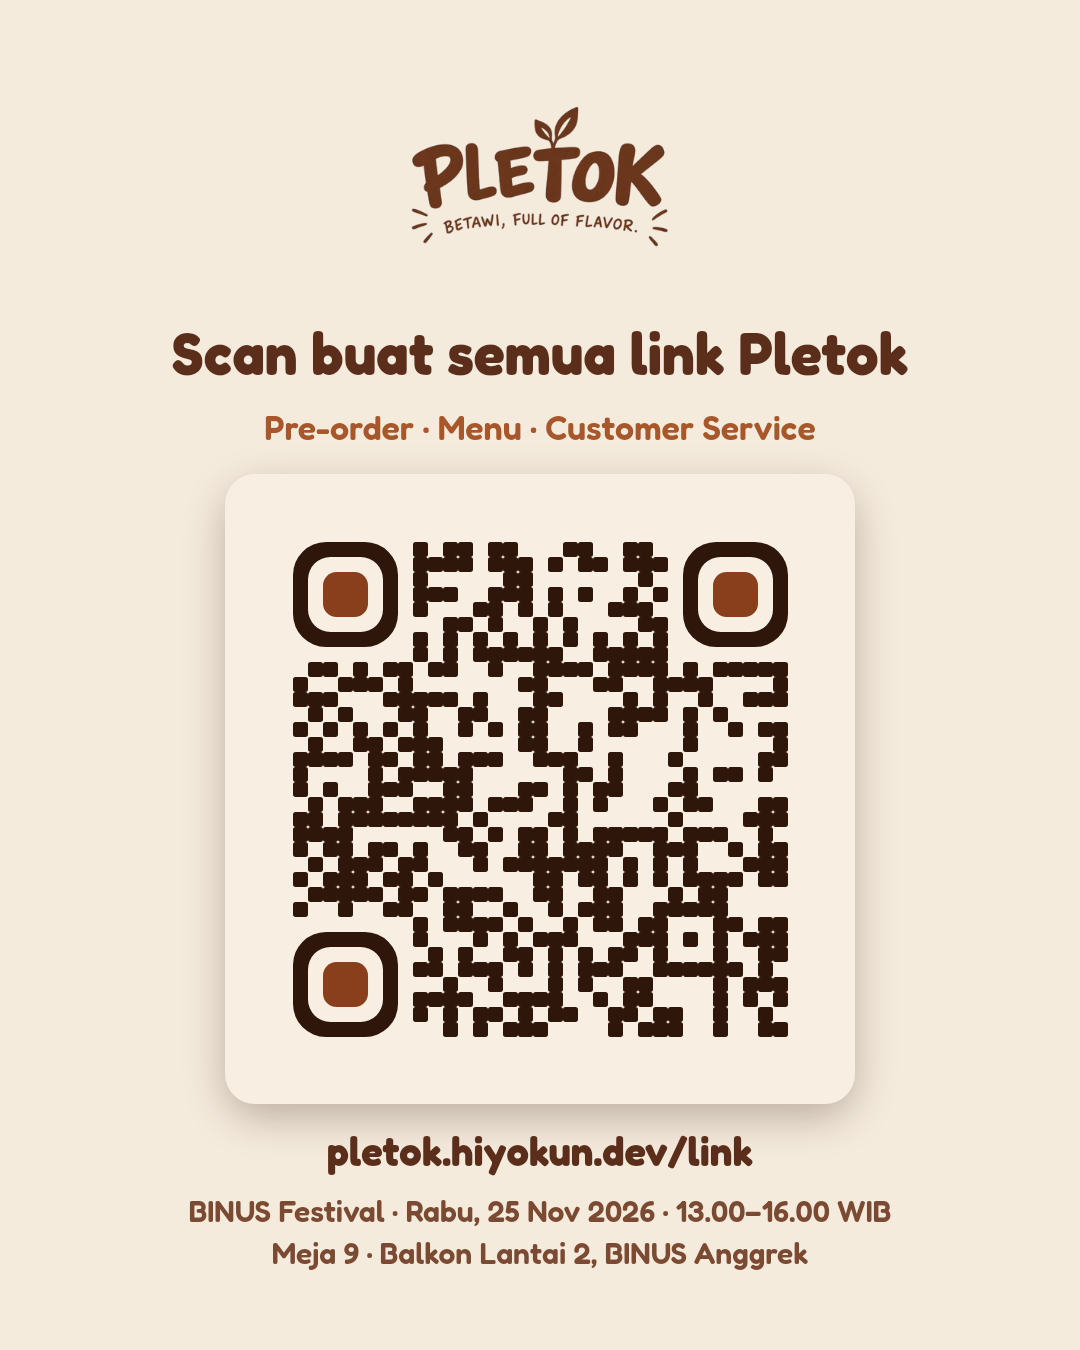 PLETOK
BETAWI, FULL OF FLAVOR.
Scan buat semua link Pletok
Pre-order · Menu · Customer Service
pletok.hiyokun.dev/link
BINUS Festival · Rabu, 25 Nov 2026 · 13.00–16.00 WIB
Meja 9 · Balkon Lantai 2, BINUS Anggrek